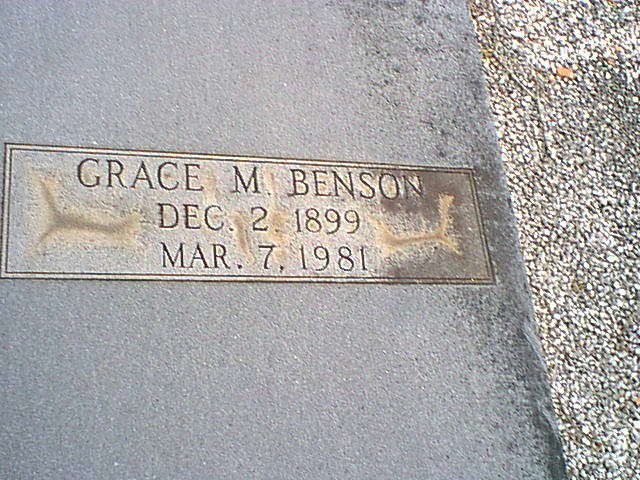 GRACE M. BENSON
DEC. 2, 1899
MAR. 7, 1981